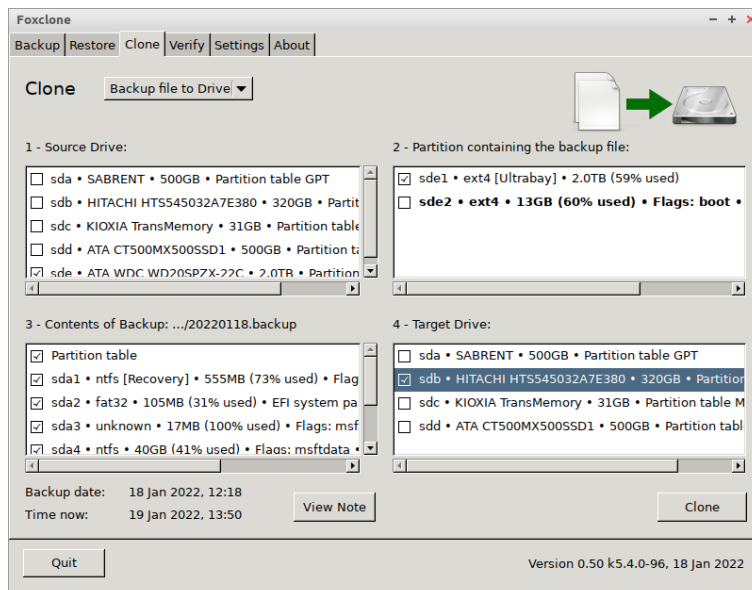 Foxclone
Backup Restore Clone Verify Settings About
Clone Backup file to Drive
1 - Source Drive:
sda • SABRENT • 500GB • Partition table GPT
sdb • HITACHI HTS545032A7E380 • 320GB • Partit
sdc • KIOXIA TransMemory • 31GB • Partition table
sdd • ATA CT500MX500SSD1 • 500GB • Partition ta
sde • ATA WDC WD20SPZX-22C • 2.0TB • Partition
2 - Partition containing the backup file:
sde1 • ext4 [Ultrabay] • 2.0TB (59% used)
sde2 • ext4 • 13GB (60% used) • Flags: boot •
3 - Contents of Backup: .../20220118.backup
Partition table
sda1 • ntfs [Recovery] • 555MB (73% used) • Flag
sda2 • fat32 • 105MB (31% used) • EFI system pa
sda3 • unknown • 17MB (100% used) • Flags: msf
sda4 • ntfs • 40GB (41% used) • Flags: msftdata •
4 - Target Drive:
sda • SABRENT • 500GB • Partition table GPT
sdb • HITACHI HTS545032A7E380 • 320GB • Partition
sdc • KIOXIA TransMemory • 31GB • Partition table M
sdd • ATA CT500MX500SSD1 • 500GB • Partition tabl
Backup date: 18 Jan 2022, 12:18
Time now: 19 Jan 2022, 13:50
View Note
Clone
Quit
Version 0.50 k5.4.0-96, 18 Jan 2022